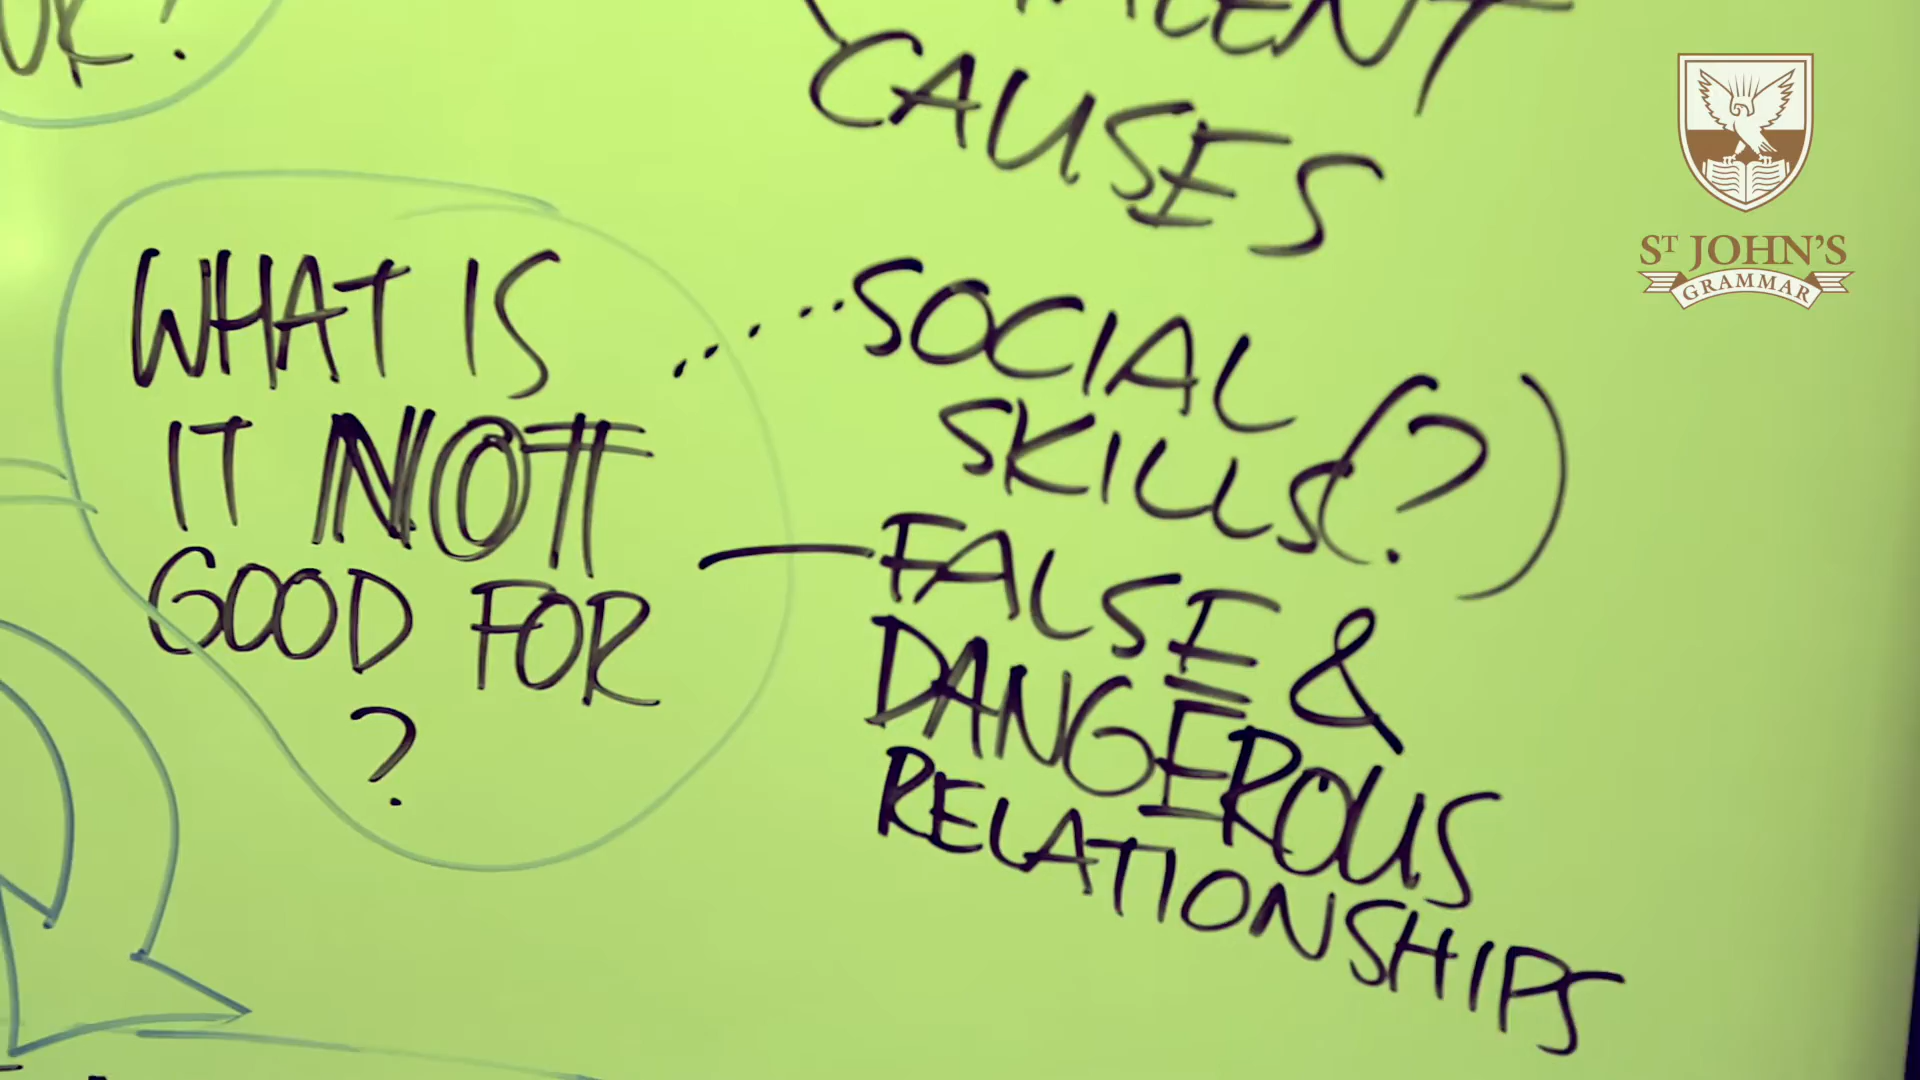 CAUSES
WHAT IS
IT NOT
GOOD FOR
?
SOCIAL
SKILLS(?)
FALSE &
DANGEROUS
RELATIONSHIPS
ST JOHN'S
GRAMMAR